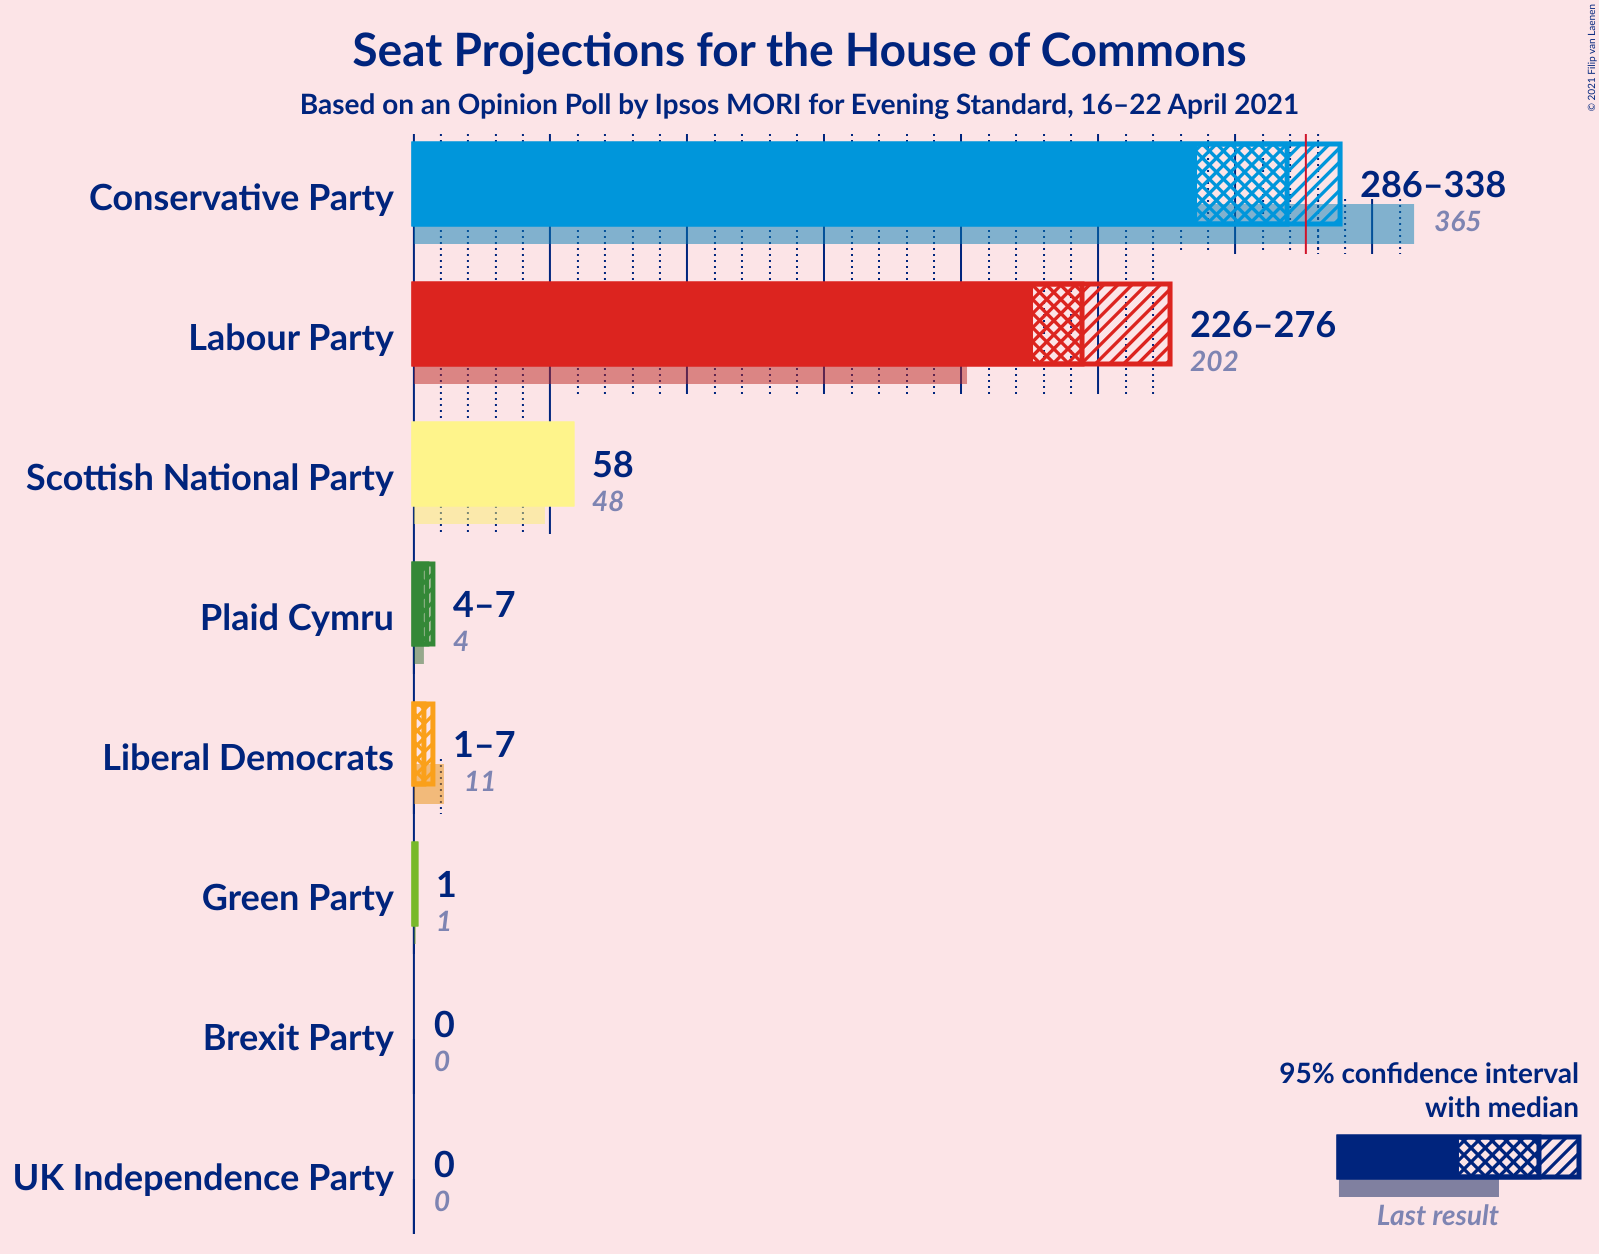 Seat Projections for the House of Commons
Based on an Opinion Poll by Ipsos MORI for Evening Standard, 16–22 April 2021
© 2021 Filip van Laenen
Conservative Party
286–338
365
Labour Party
226–276
202
Scottish National Party
58
48
Plaid Cymru
4–7
4
Liberal Democrats
1–7
11
Green Party
1
1
Brexit Party
0
0
UK Independence Party
0
0
95% confidence interval
with median
Last result